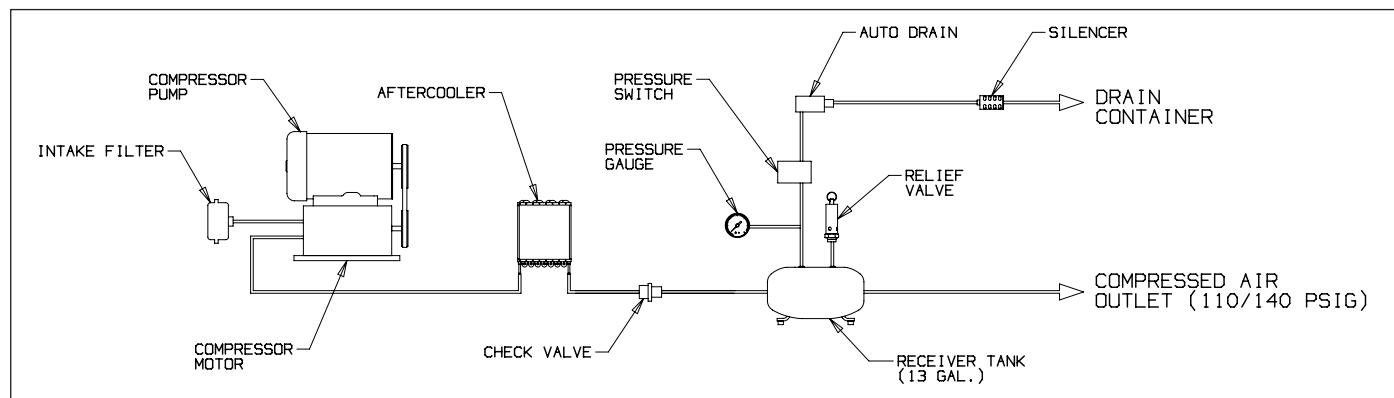 COMPRESSOR
PUMP
INTAKE FILTER
AFTERCOOLER
PRESSURE
SWITCH
PRESSURE
GAUGE
AUTO DRAIN
SILENCER
DRAIN
CONTAINER
RELIEF
VALVE
COMPRESSED AIR
OUTLET (110/140 PSIG)
COMPRESSOR
MOTOR
CHECK VALVE
RECEIVER TANK
(13 GAL.)